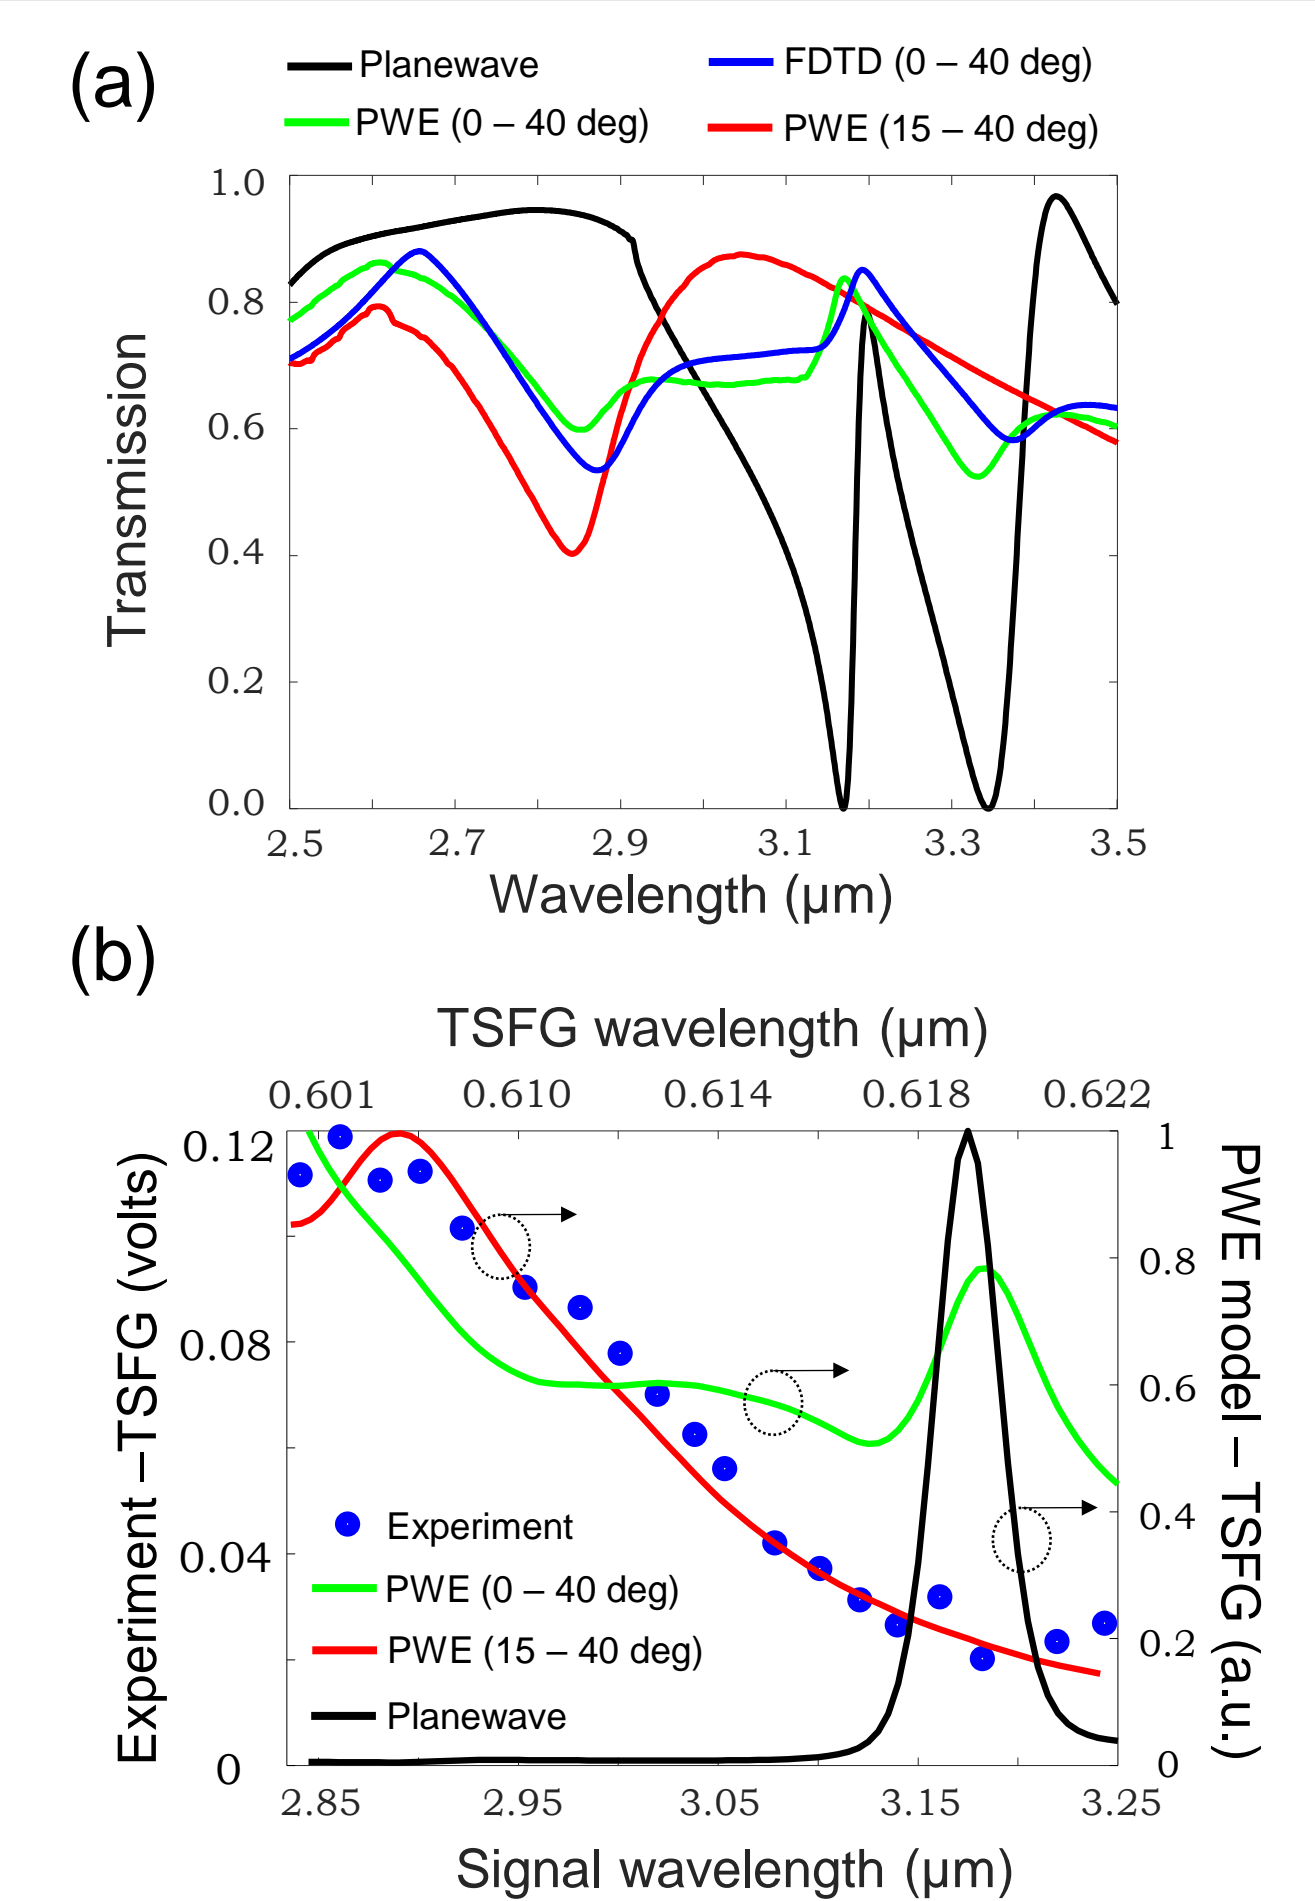 (a)
Planewave
FDTD (0 – 40 deg)
PWE (0 – 40 deg)
PWE (15 – 40 deg)
Transmission
1.0
0.8
0.6
0.4
0.2
0.0
2.5 2.7 2.9 3.1 3.3 3.5
Wavelength (μm)
(b)
TSFG wavelength (μm)
0.601 0.610 0.614 0.618 0.622
Experiment –TSFG (volts)
0.12
0.08
0.04
0
1
0.8
0.6
0.4
0.2
0
PWE model – TSFG (a.u.)
Experiment
PWE (0 – 40 deg)
PWE (15 – 40 deg)
Planewave
2.85 2.95 3.05 3.15 3.25
Signal wavelength (μm)